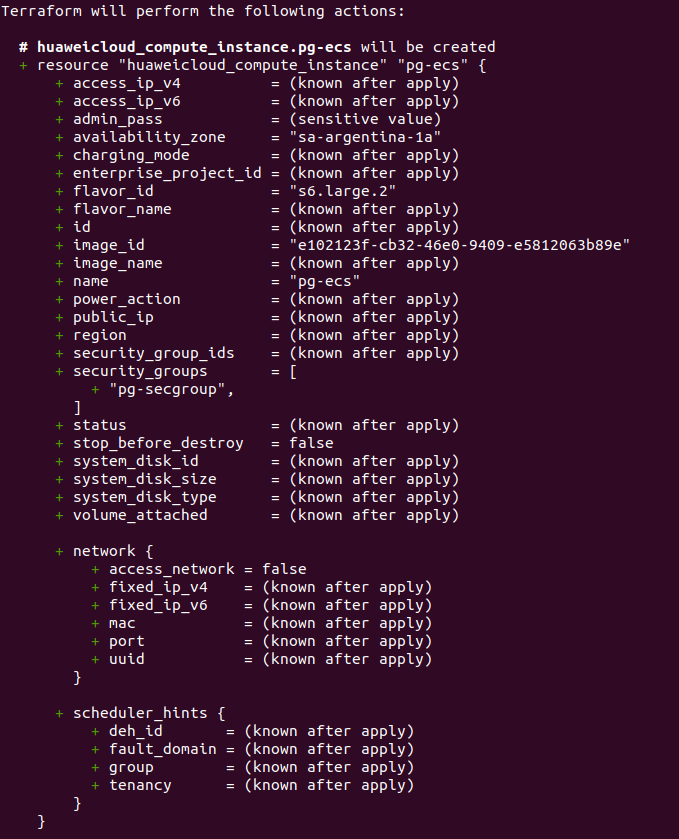 Terraform will perform the following actions:
# huaweicloud_compute_instance.pg-ecs will be created
+ resource "huaweicloud_compute_instance" "pg-ecs" {
+ access_ip_v4 = (known after apply)
+ access_ip_v6 = (known after apply)
+ admin_pass = (sensitive value)
+ availability_zone = "sa-argentina-1a"
+ charging_mode = (known after apply)
+ enterprise_project_id = (known after apply)
+ flavor_id = "s6.large.2"
+ flavor_name = (known after apply)
+ id = (known after apply)
+ image_id = "e102123f-cb32-46e0-9409-e5812063b89e"
+ image_name = (known after apply)
+ name = "pg-ecs"
+ power_action = (known after apply)
+ public_ip = (known after apply)
+ region = (known after apply)
+ security_group_ids = (known after apply)
+ security_groups = [
+ "pg-secgroup",
]
+ status = (known after apply)
+ stop_before_destroy = false
+ system_disk_id = (known after apply)
+ system_disk_size = (known after apply)
+ system_disk_type = (known after apply)
+ volume_attached = (known after apply)
+ network {
+ access_network = false
+ fixed_ip_v4 = (known after apply)
+ fixed_ip_v6 = (known after apply)
+ mac = (known after apply)
+ port = (known after apply)
+ uuid = (known after apply)
}
+ scheduler_hints {
+ deh_id = (known after apply)
+ fault_domain = (known after apply)
+ group = (known after apply)
+ tenancy = (known after apply)
}
}